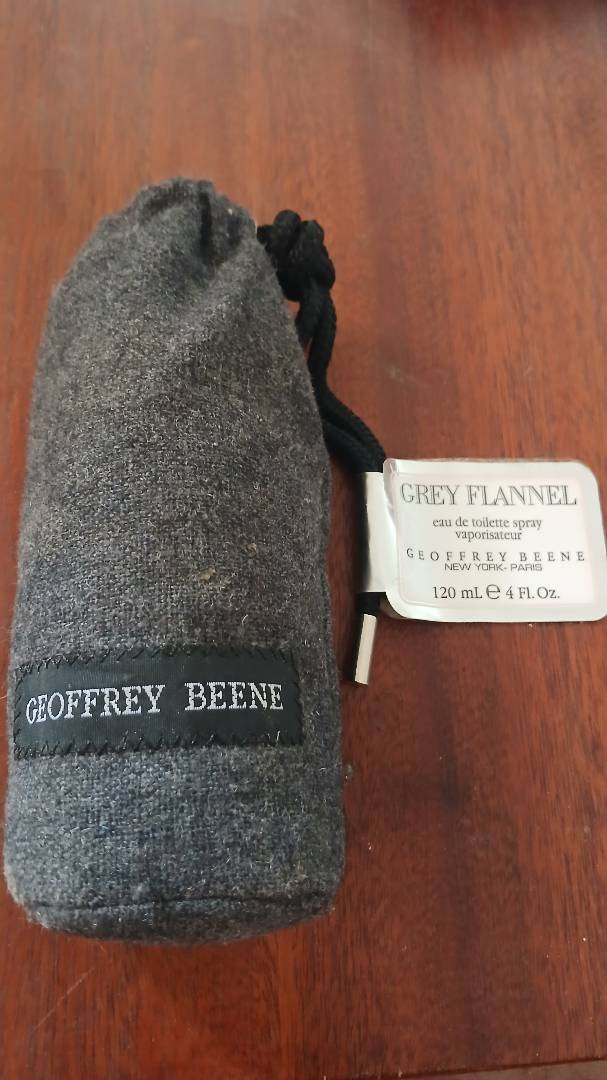 GREY FLANNEL
eau de toilette spray
vaporisateur
GEOFFREY BEENE
NEW YORK- PARIS
120 mL ℮ 4 Fl. Oz.
GEOFFREY BEENE